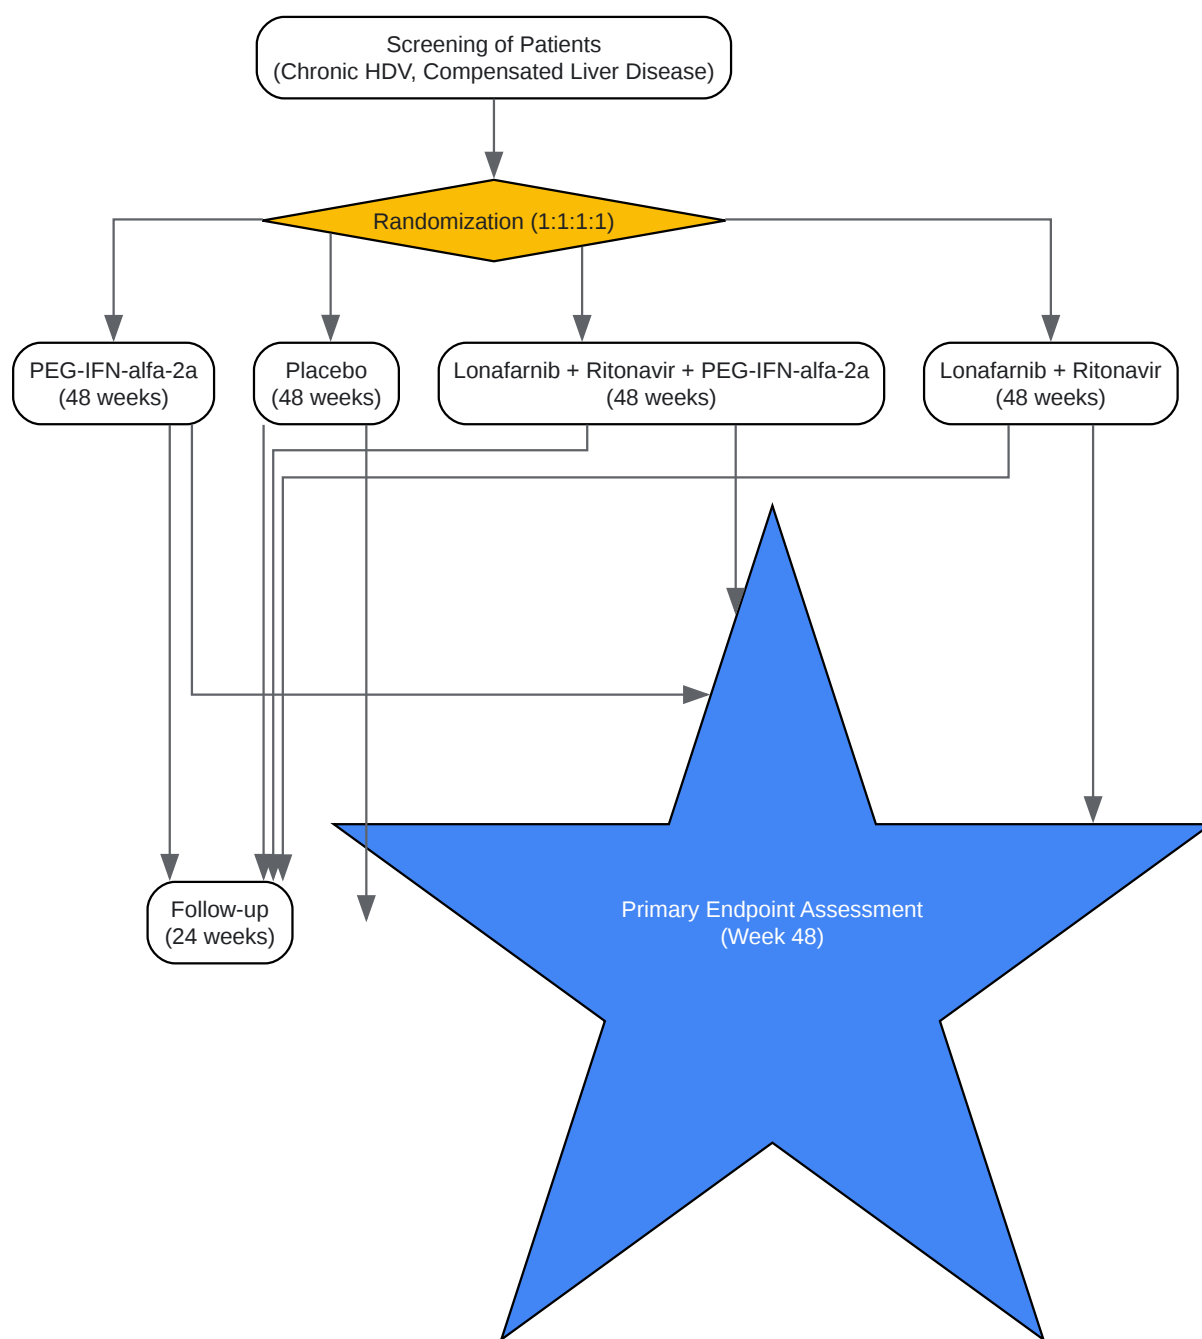 Screening of Patients
(Chronic HDV, Compensated Liver Disease)
Randomization (1:1:1:1)
PEG-IFN-alfa-2a
(48 weeks)
Placebo
(48 weeks)
Lonafarnib + Ritonavir + PEG-IFN-alfa-2a
(48 weeks)
Lonafarnib + Ritonavir
(48 weeks)
Follow-up
(24 weeks)
Primary Endpoint Assessment
(Week 48)